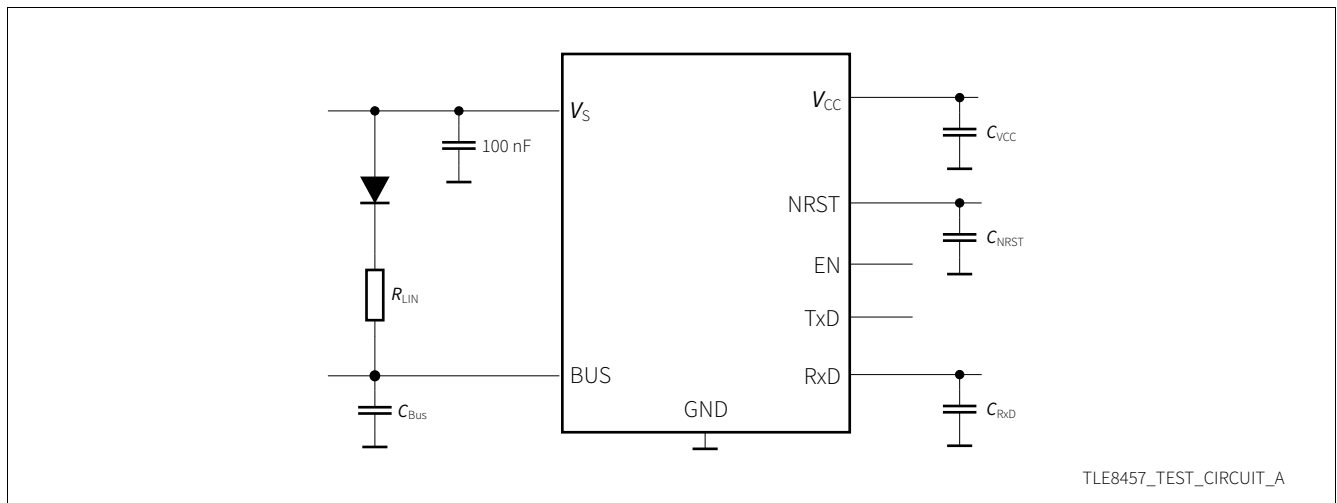 VS
VCC
100 nF
CVCC
NRST
CNRST
EN
RLIN
TxD
BUS
RxD
CBus
GND
CRxD
TLE8457_TEST_CIRCUIT_A